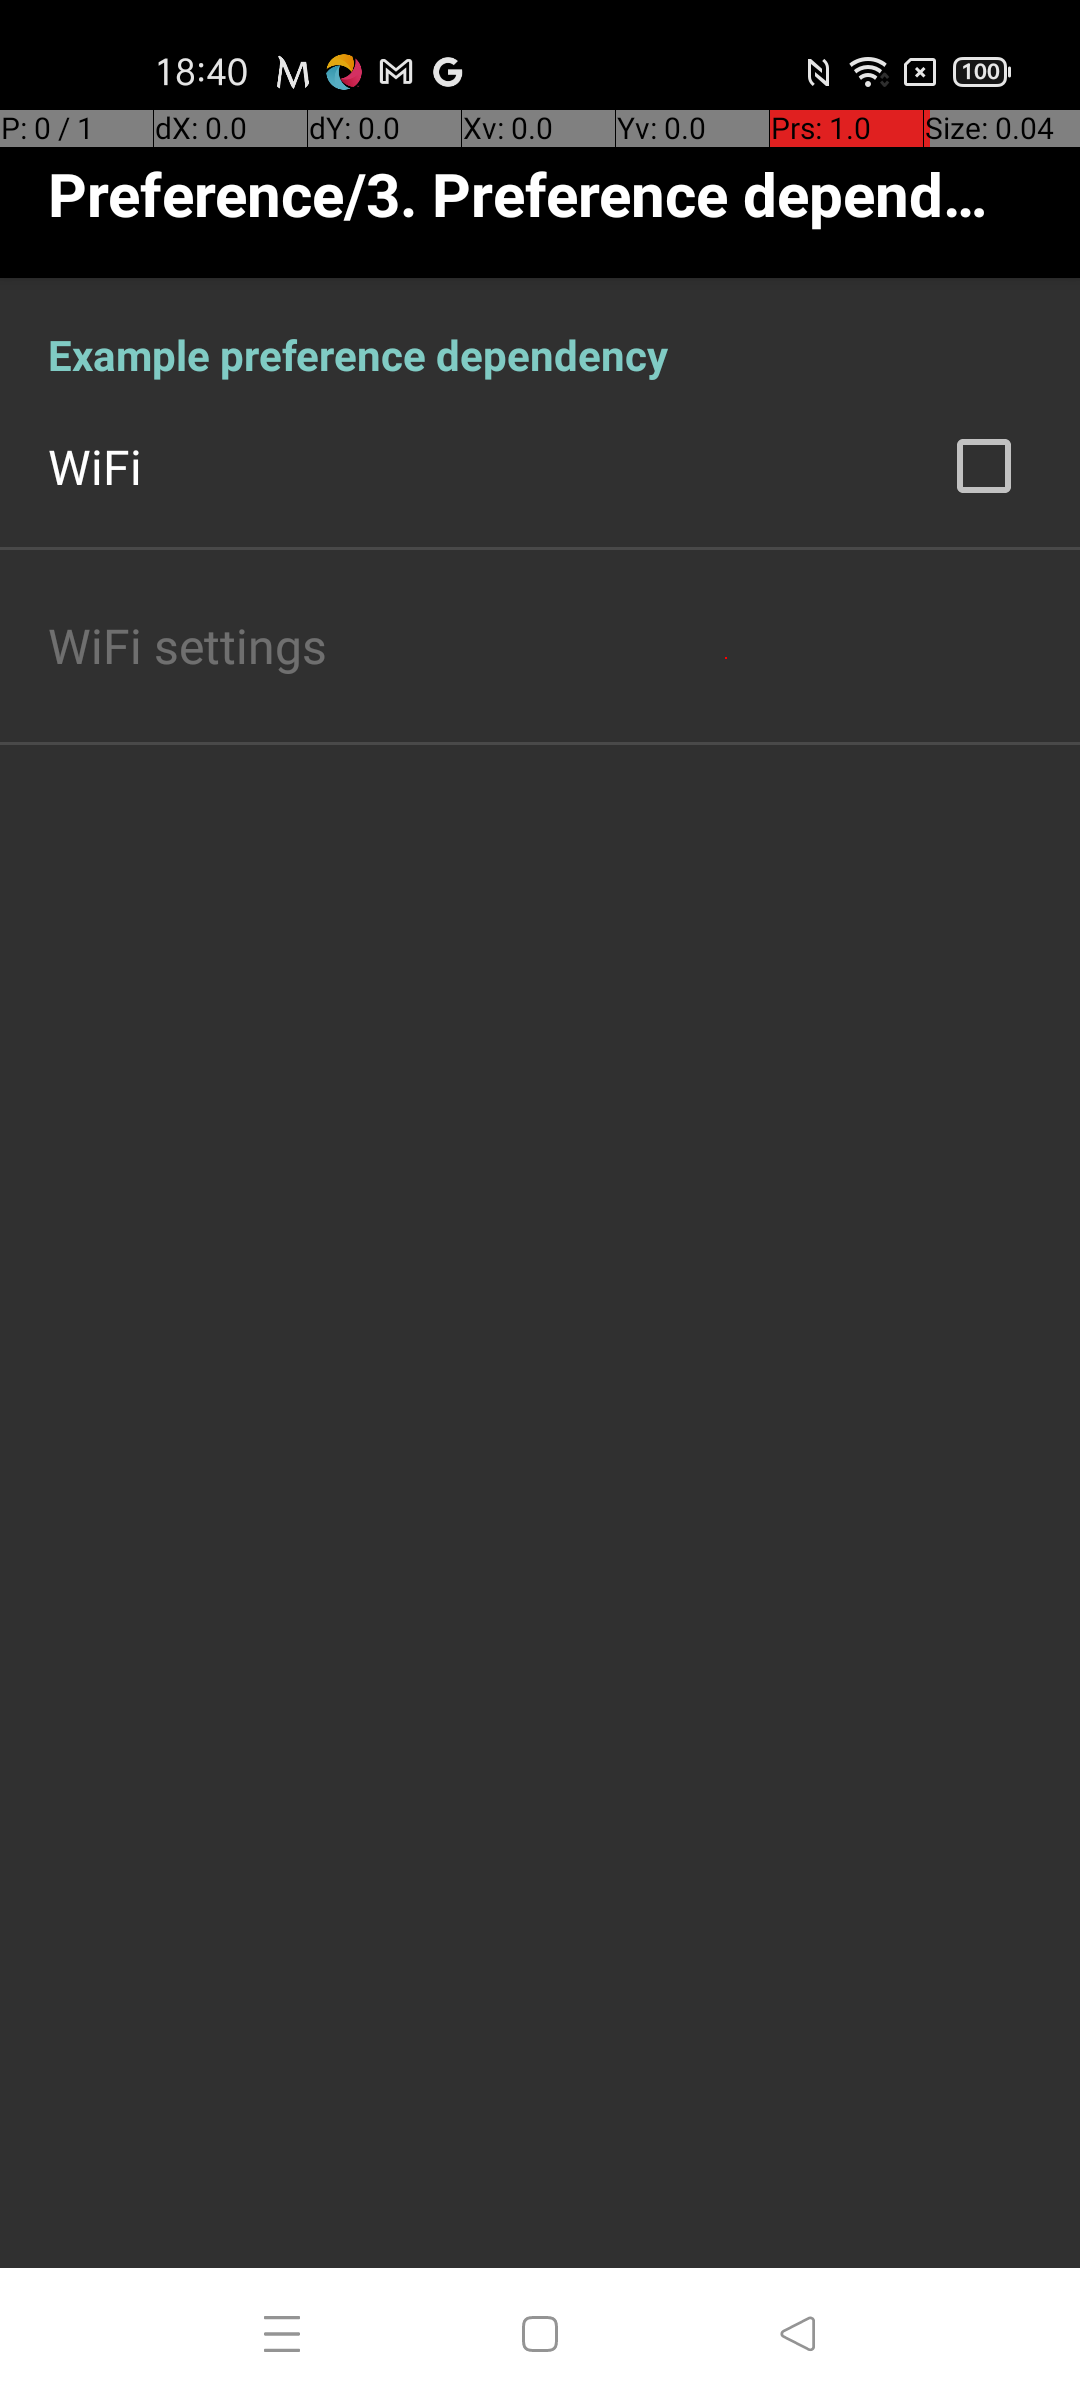 18:40
100
P: 0 / 1 dX: 0.0 dY: 0.0 Xv: 0.0 Yv: 0.0 Prs: 1.0 Size: 0.04
Preference/3. Preference depend...
Example preference dependency
WiFi
WiFi settings